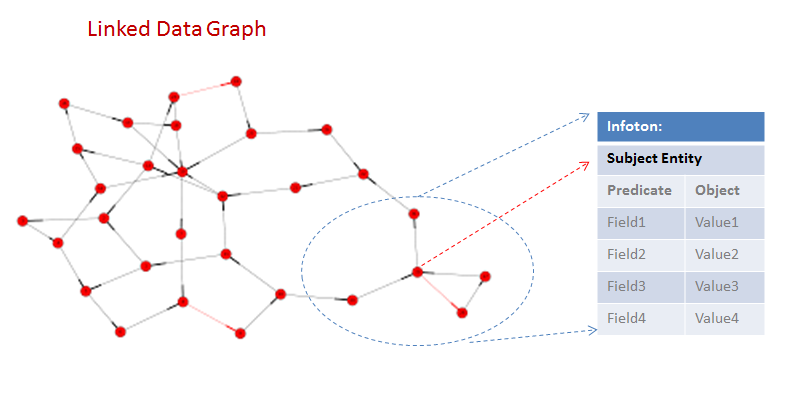 Linked Data Graph
Infoton:
Subject Entity
Predicate Object
Field1 Value1
Field2 Value2
Field3 Value3
Field4 Value4